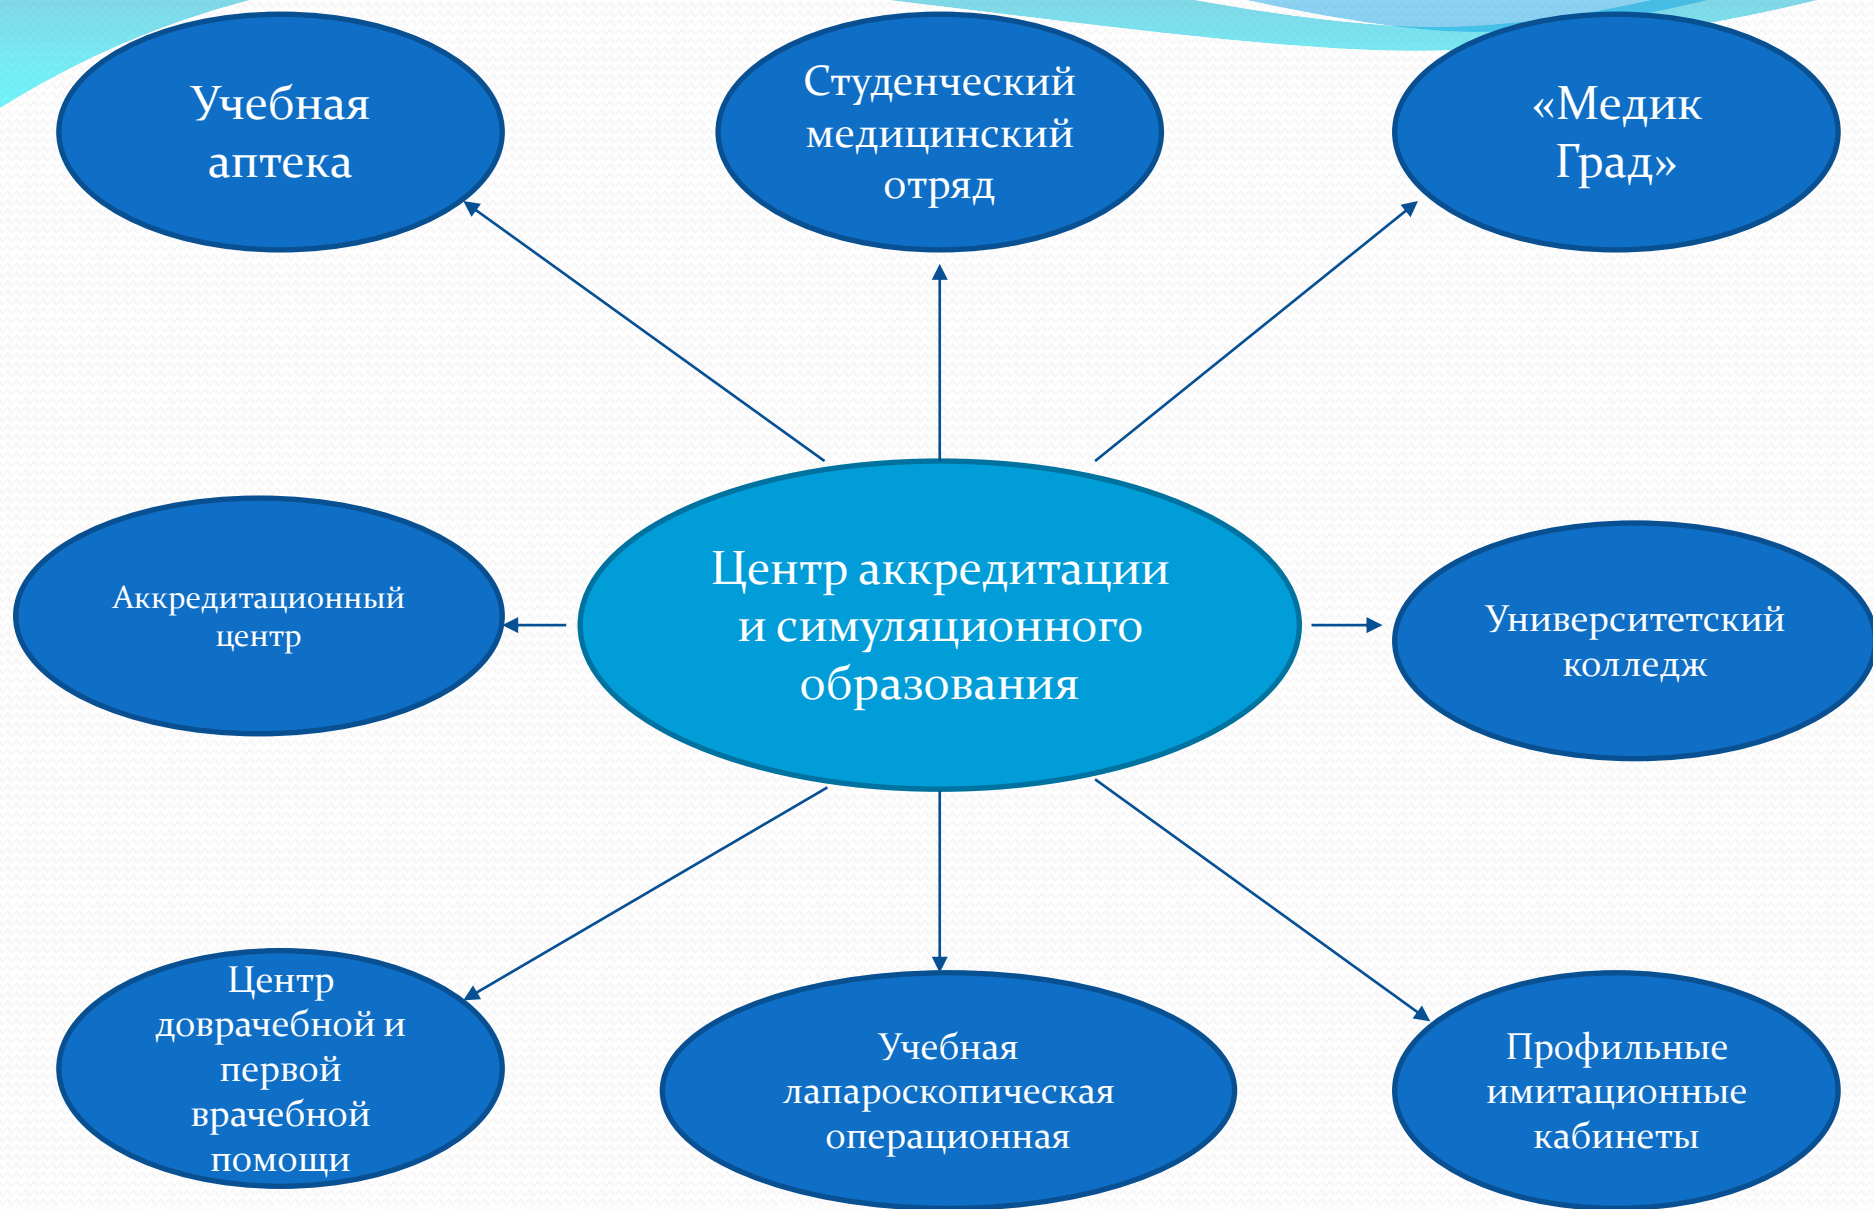 Учебная
аптека
Студенческий
медицинский
отряд
«Медик
Град»
Аккредитационный
центр
Центр аккредитации
и симуляционного
образования
Университетский
колледж
Центр
доврачебной и
первой
врачебной
помощи
Учебная
лапароскопическая
операционная
Профильные
имитационные
кабинеты